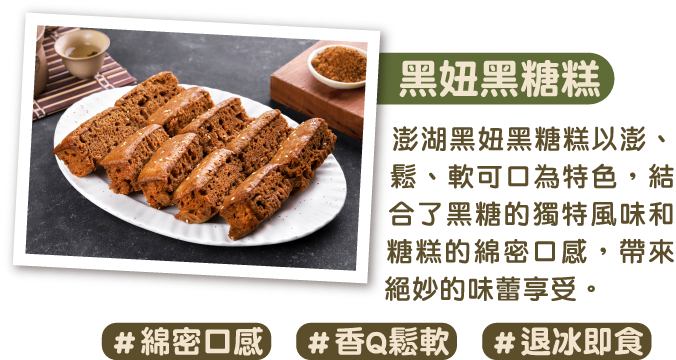 黑妞黑糖糕
澎湖黑妞黑糖糕以澎、
鬆、軟可口為特色，結
合了黑糖的獨特風味和
糖糕的綿密口感，帶來
絕妙的味蕾享受。
#綿密口感 #香Q鬆軟 #退冰即食